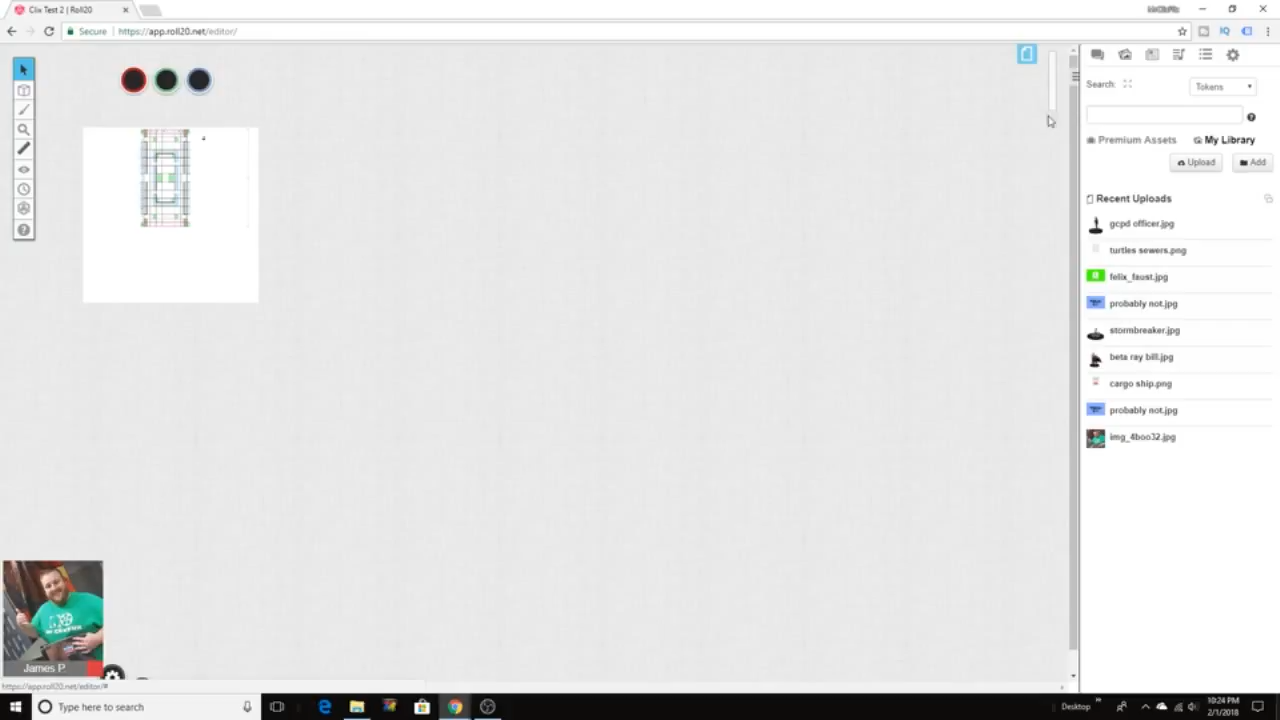 Clix Test 2 | Roll20
Secure
https://app.roll20.net/editor/
IQ
Search:
Tokens
Premium Assets
My Library
Upload
Add
Recent Uploads
gcpd officer.jpg
turtles sewers.png
felix_faust.jpg
probably not.jpg
stormbreaker.jpg
beta ray bill.jpg
cargo ship.png
probably not.jpg
img_4boo32.jpg
James P.
https://app.roll20.net/editor/#
Type here to search
Desktop
10:24 PM
2/1/2018